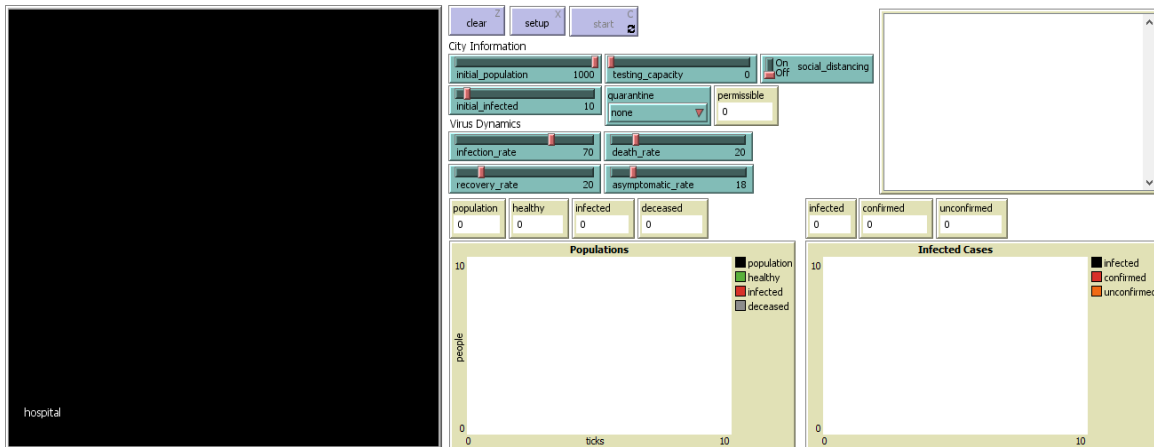 clear Z
setup X
start C
City Information
initial_population 1000
testing_capacity 0
On
Off
social_distancing
initial_infected 10
quarantine
none
permissible
0
Virus Dynamics
infection_rate 70
death_rate 20
recovery_rate 20
asymptomatic_rate 18
population
0
healthy
0
infected
0
deceased
0
infected
0
confirmed
0
unconfirmed
0
Populations
10
people
0
0
ticks
10
population
healthy
infected
deceased
Infected Cases
10
0
0
10
infected
confirmed
unconfirmed
hospital